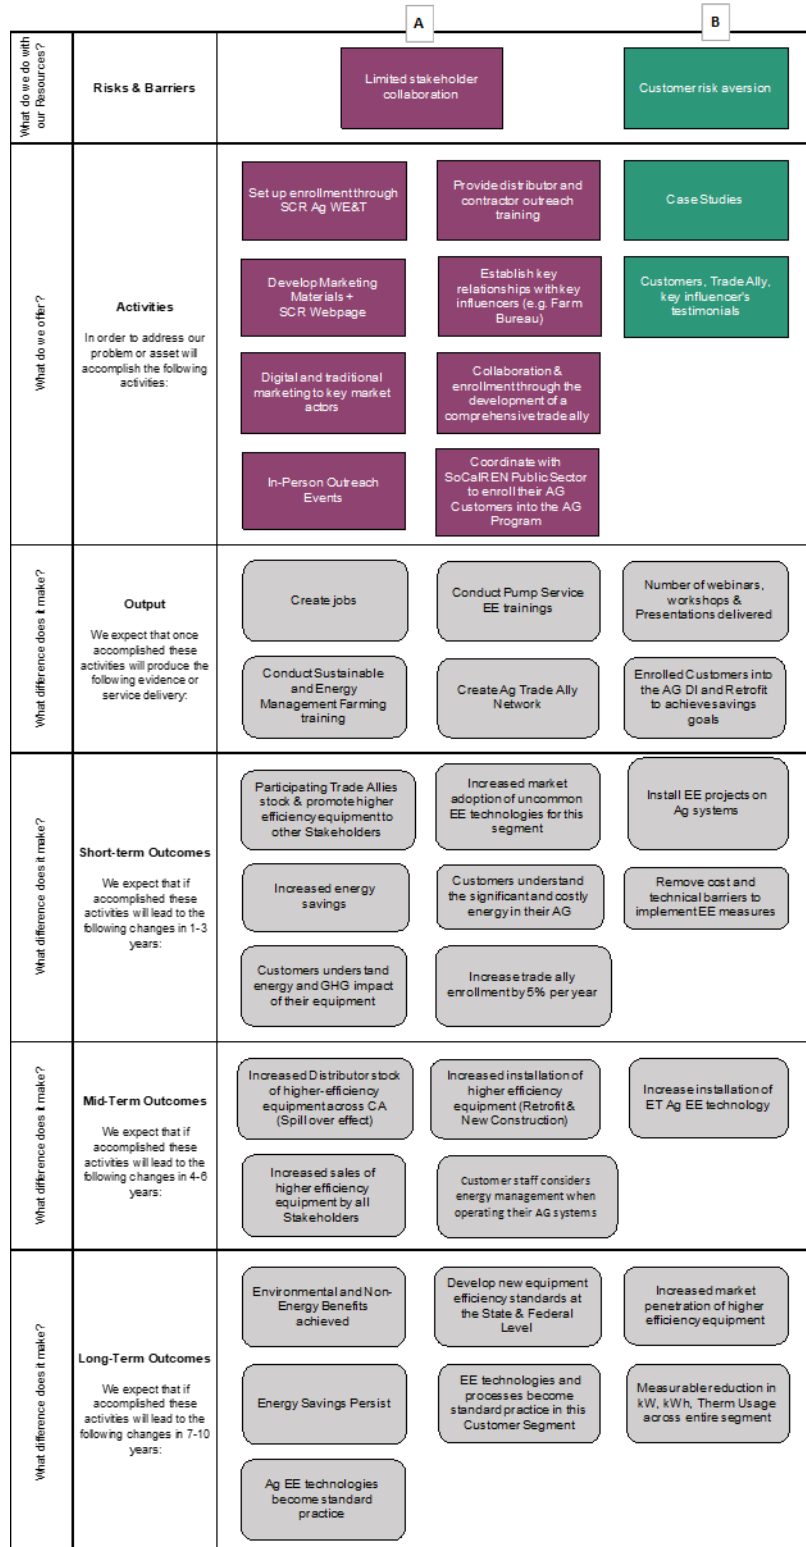 A
B
What do we do with
our Resources?
Risks & Barriers
Limited stakeholder
collaboration
Customer risk aversion
What do we offer?
Activities
In order to address our
problem or asset will
accomplish the following
activities:
Set up enrollment through
SCR Ag WE&T
Provide distributor and
contractor outreach
training
Case Studies
Develop Marketing
Materials +
SCR Webpage
Establish key
relationships with key
influencers (e.g. Farm
Bureau)
Customers, Trade Ally,
key influencer's
testimonials
Digital and traditional
marketing to key market
actors
Collaboration &
enrollment through the
development of a
comprehensive trade ally
In-Person Outreach
Events
Coordinate with
SoCalREN Public Sector
to enroll their AG
Customers into the AG
Program
What difference does it make?
Output
We expect that once
accomplished these
activities will produce the
following evidence or
service delivery:
Create jobs
Conduct Pump Service
EE trainings
Number of webinars,
workshops &
Presentations delivered
Conduct Sustainable
and Energy
Management Farming
training
Create Ag Trade Ally
Network
Enrolled Customers into
the AG DI and Retrofit
to achieve savings
goals
What difference does it make?
Short-term Outcomes
We expect that if
accomplished these
activities will lead to the
following changes in 1-3
years:
Participating Trade Allies
stock & promote higher
efficiency equipment to
other Stakeholders
Increased market
adoption of uncommon
EE technologies for this
segment
Install EE projects on
Ag systems
Increased energy
savings
Customers understand
the significant and costly
energy in their AG
Remove cost and
technical barriers to
implement EE measures
Customers understand
energy and GHG impact
of their equipment
Increase trade ally
enrollment by 5% per year
What difference does it make?
Mid-Term Outcomes
We expect that if
accomplished these
activities will lead to the
following changes in 4-6
years:
Increased Distributor stock
of higher-efficiency
equipment across CA
(Spill over effect)
Increased installation of
higher efficiency
equipment (Retrofit &
New Construction)
Increase installation of
ET Ag EE technology
Increased sales of
higher efficiency
equipment by all
Stakeholders
Customer staff considers
energy management when
operating their AG systems
What difference does it make?
Long-Term Outcomes
We expect that if
accomplished these
activities will lead to the
following changes in 7-10
years:
Environmental and Non-
Energy Benefits
achieved
Develop new equipment
efficiency standards at
the State & Federal
Level
Increased market
penetration of higher
efficiency equipment
Energy Savings Persist
EE technologies and
processes become
standard practice in this
Customer Segment
Measurable reduction in
kW, kWh, Therm Usage
across entire segment
Ag EE technologies
become standard
practice